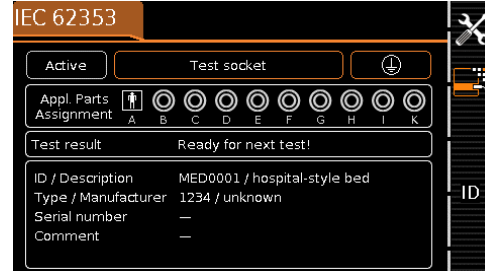 IEC 62353
Active Test socket
Appl. Parts
Assignment
A B C D E F G H I K
Test result Ready for next test!
ID / Description MED0001 / hospital-style bed
Type / Manufacturer 1234 / unknown
Serial number —
Comment —
ID